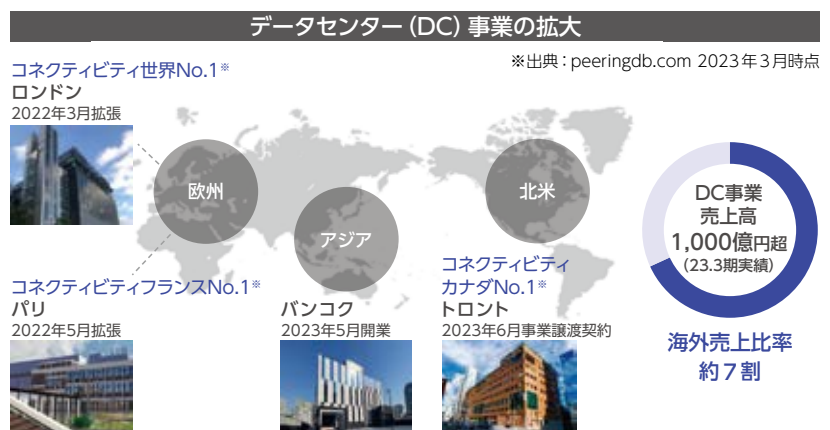 データセンター（DC）事業の拡大
※出典：peeringdb.com 2023年3月時点
コネクティビティ世界No.1※
ロンドン
2022年3月拡張
欧州
アジア
北米
コネクティビティフランスNo.1※
パリ
2022年5月拡張
バンコク
2023年5月開業
コネクティビティ
カナダNo.1※
トロント
2023年6月事業譲渡契約
DC事業
売上高
1,000億円超
（23.3期実績）
海外売上比率
約7割